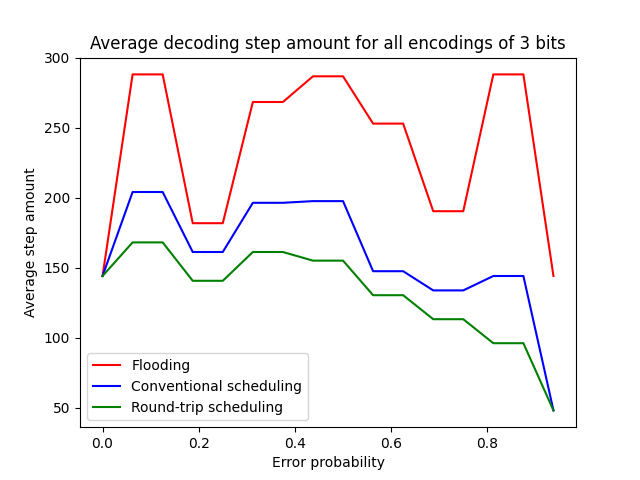 Average decoding step amount for all encodings of 3 bits
300
250
200
150
100
50
Average step amount
Flooding
Conventional scheduling
Round-trip scheduling
0.0 0.2 0.4 0.6 0.8
Error probability